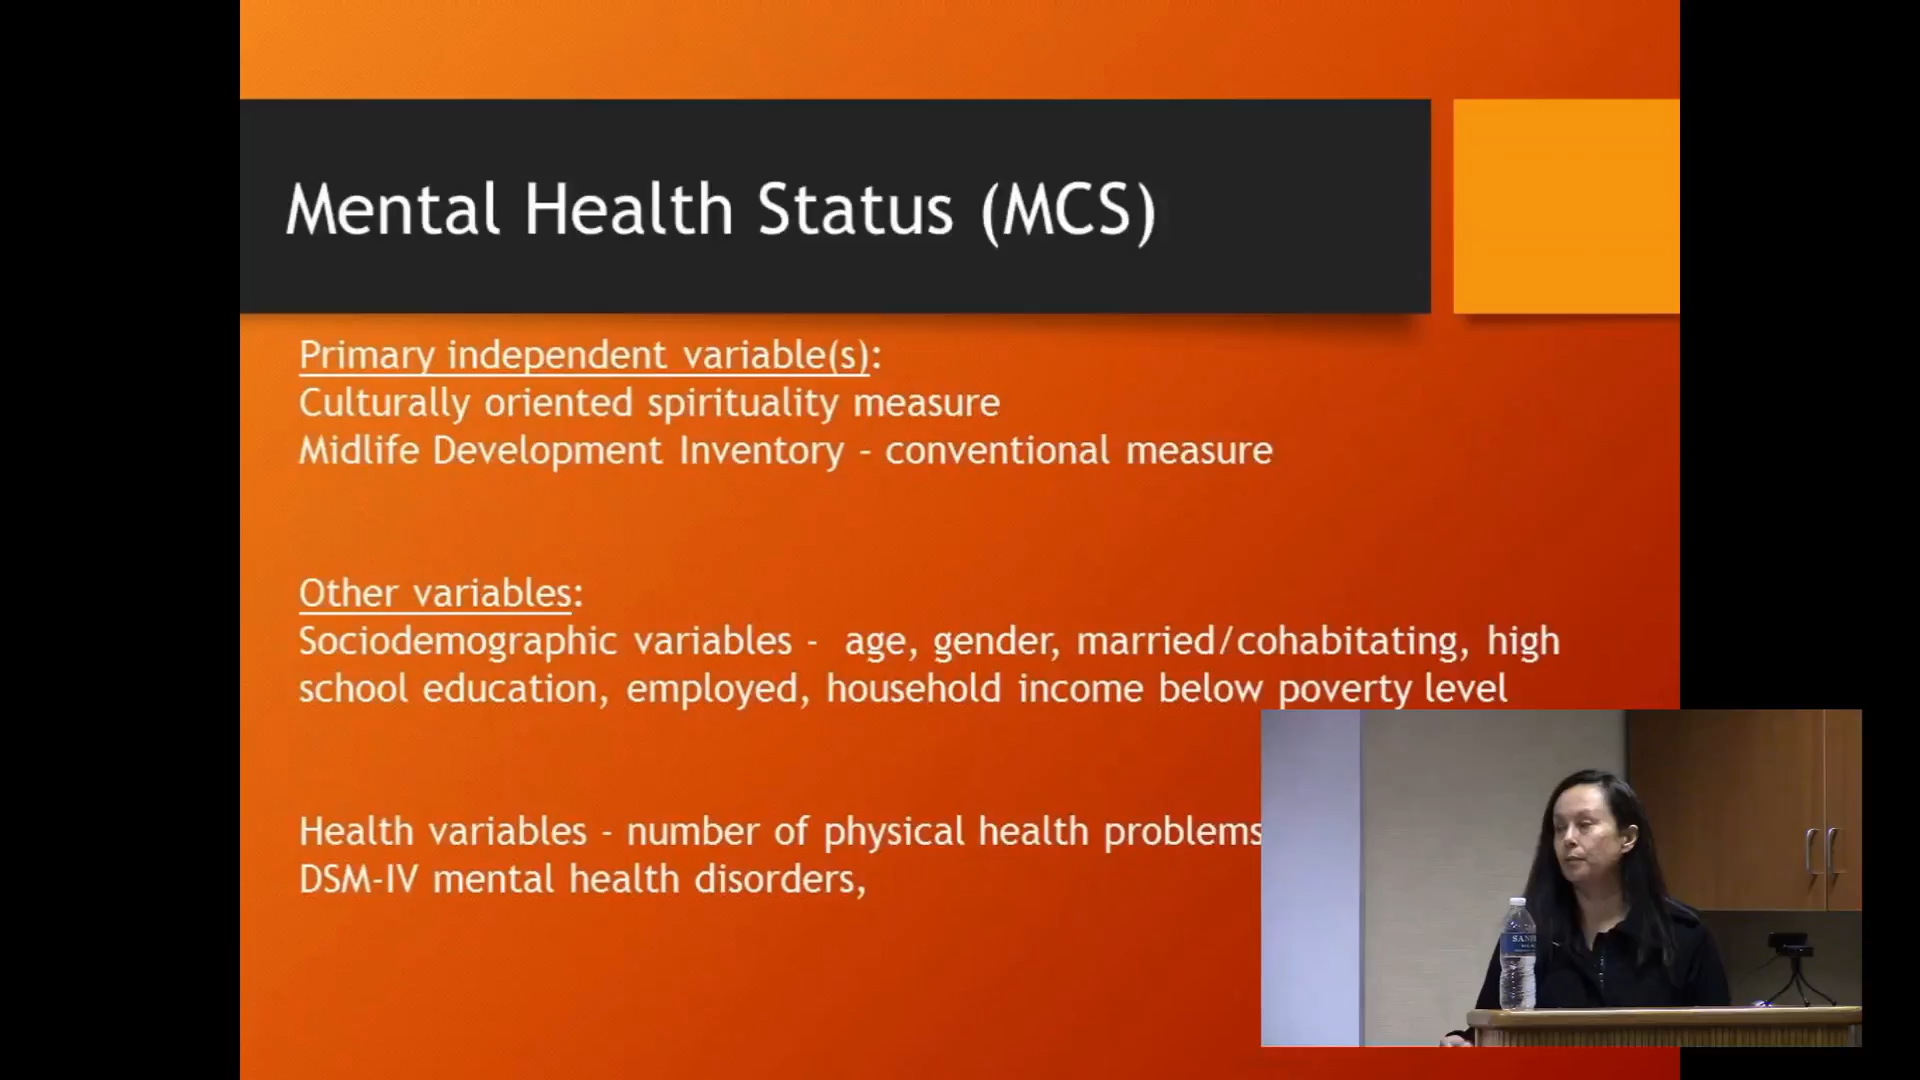 Mental Health Status (MCS)
Primary independent variable(s):
Culturally oriented spirituality measure
Midlife Development Inventory - conventional measure
Other variables:
Sociodemographic variables - age, gender, married/cohabitating, high
school education, employed, household income below poverty level
Health variables - number of physical health problems
DSM-IV mental health disorders,